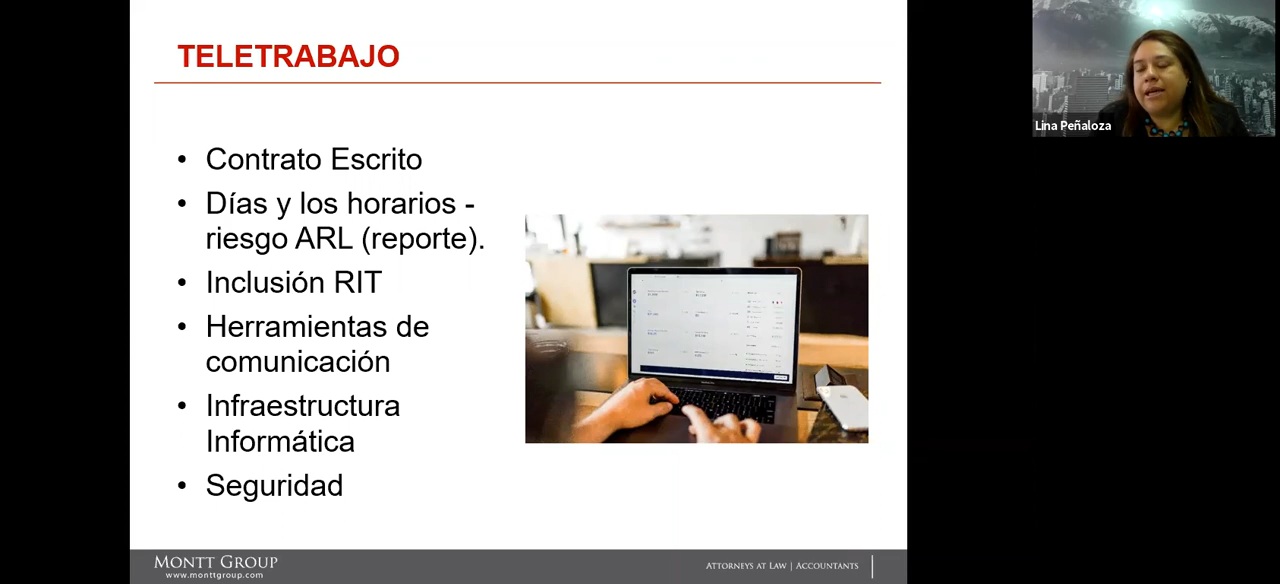 TELETRABAJO
• Contrato Escrito
• Días y los horarios -
riesgo ARL (reporte).
• Inclusión RIT
• Herramientas de
comunicación
• Infraestructura
Informática
• Seguridad
MONTT GROUP
www.monttgroup.com
ATTORNEYS AT LAW | ACCOUNTANTS
Lina Peñaloza